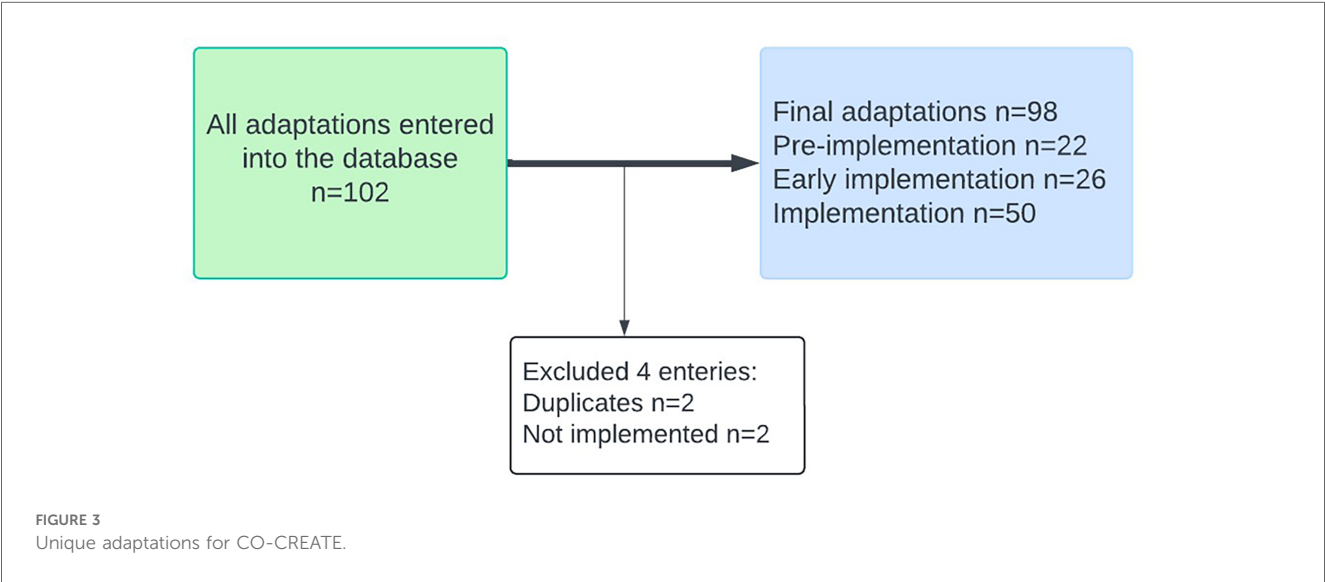 All adaptations entered
into the database
n=102
Final adaptations n=98
Pre-implementation n=22
Early implementation n=26
Implementation n=50
Excluded 4 enteries:
Duplicates n=2
Not implemented n=2
FIGURE 3
Unique adaptations for CO-CREATE.